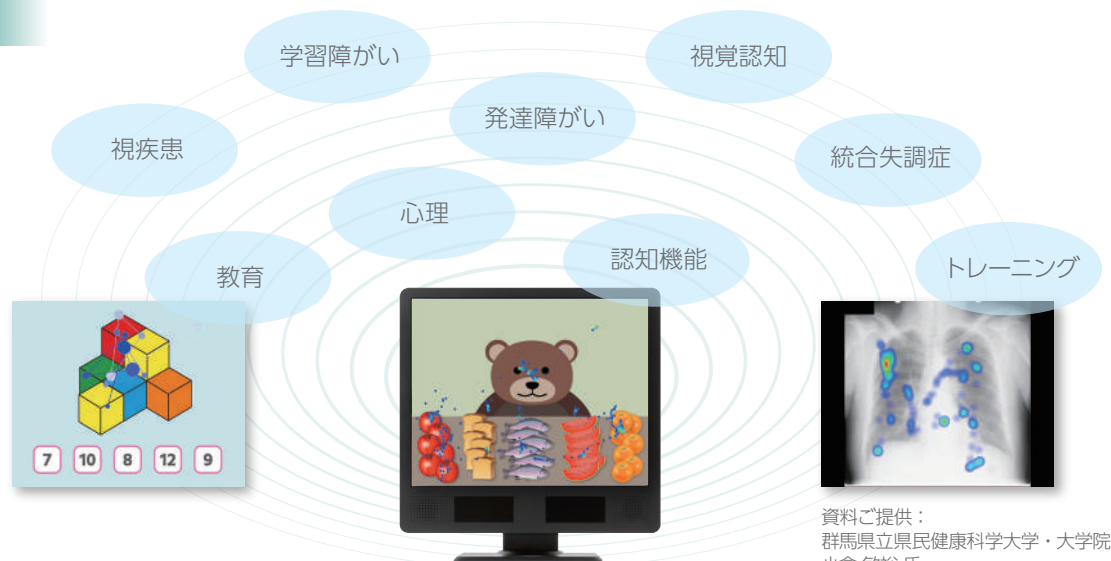 学習障がい
視覚認知
発達障がい
視疾患
統合失調症
心理
認知機能
教育
トレーニング
7 10 8 12 9
資料ご提供：
群馬県立県民健康科学大学・大学院